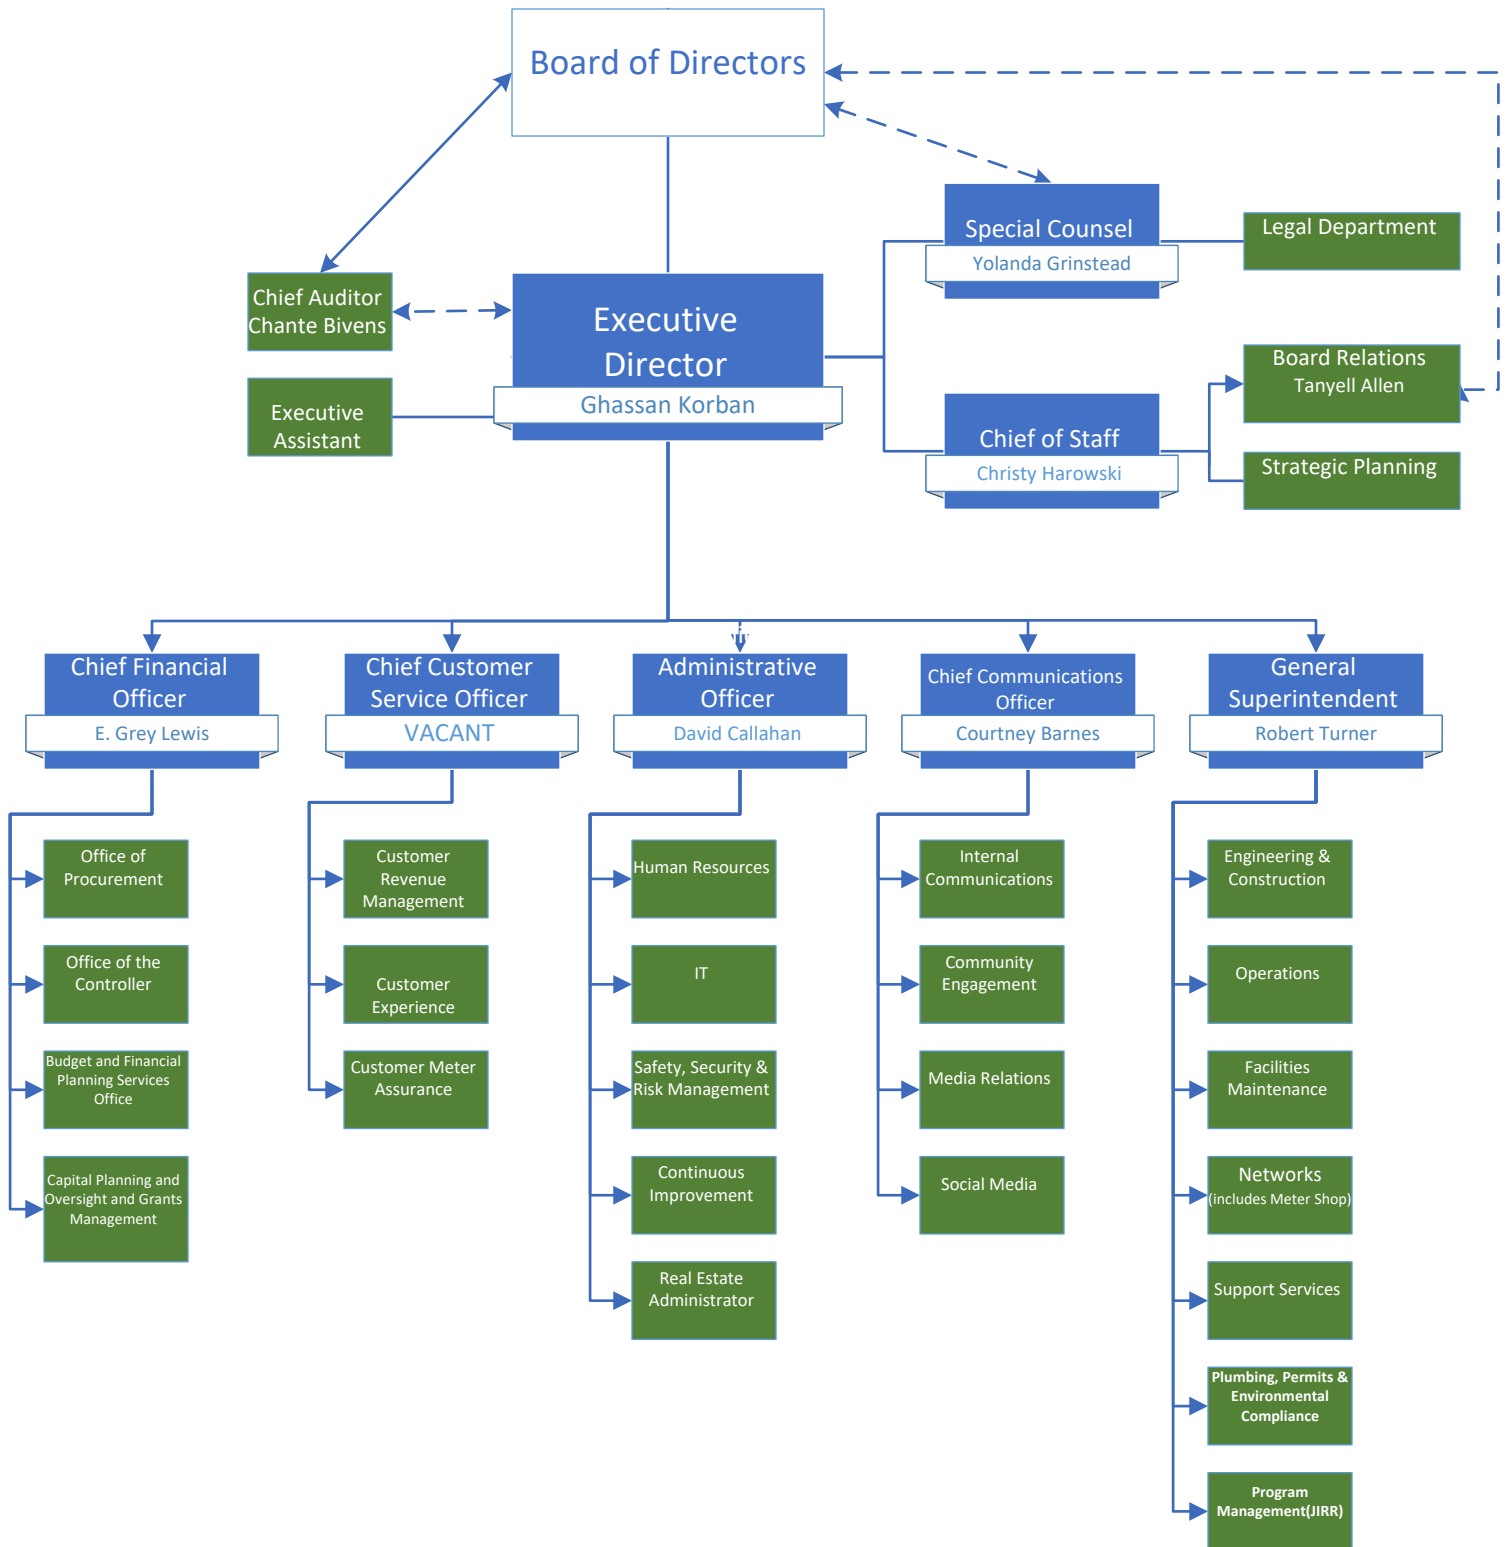 Board of Directors
Special Counsel
Yolanda Grinstead
Legal Department
Chief Auditor
Chante Bivens
Executive
Director
Ghassan Korban
Executive
Assistant
Board Relations
Tanyell Allen
Chief of Staff
Christy Harowski
Strategic Planning
Chief Financial
Officer
E. Grey Lewis
Chief Customer
Service Officer
VACANT
Administrative
Officer
David Callahan
Chief Communications
Officer
Courtney Barnes
General
Superintendent
Robert Turner
Office of
Procurement
Office of the
Controller
Budget and Financial
Planning Services
Office
Capital Planning and
Oversight and Grants
Management
Customer
Revenue
Management
Customer
Experience
Customer Meter
Assurance
Human Resources
IT
Safety, Security &
Risk Management
Continuous
Improvement
Real Estate
Administrator
Internal
Communications
Community
Engagement
Media Relations
Social Media
Engineering &
Construction
Operations
Facilities
Maintenance
Networks
(includes Meter Shop)
Support Services
Plumbing, Permits &
Environmental
Compliance
Program
Management(JIRR)